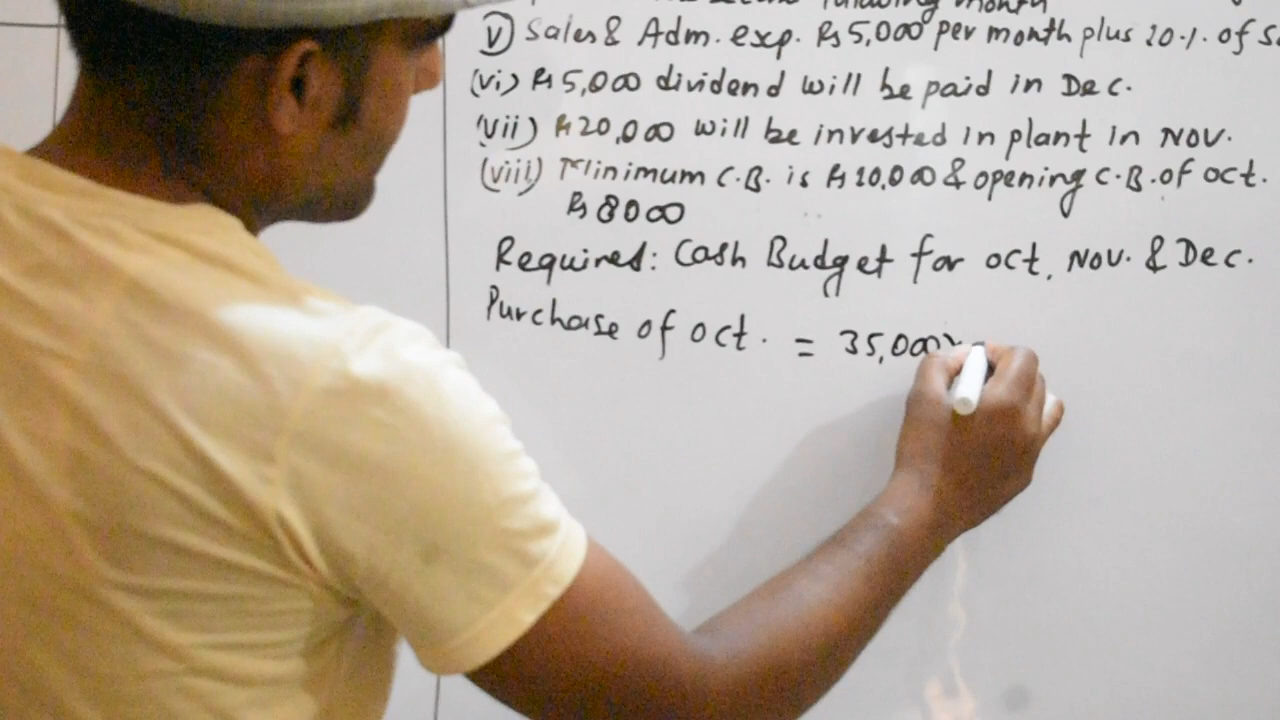 following month
(v) Sales & Adm. exp. Rs 5,000 per month plus 20%. of S
(vi) Rs 5,000 dividend will be paid in Dec.
(vii) Rs 20,000 will be invested in plant in Nov.
(viii) Minimum C.B. is Rs 10,000 & opening C.B. of oct.
Rs 8000
Required: Cash Budget for oct, Nov. & Dec.
Purchase of oct. = 35,000×